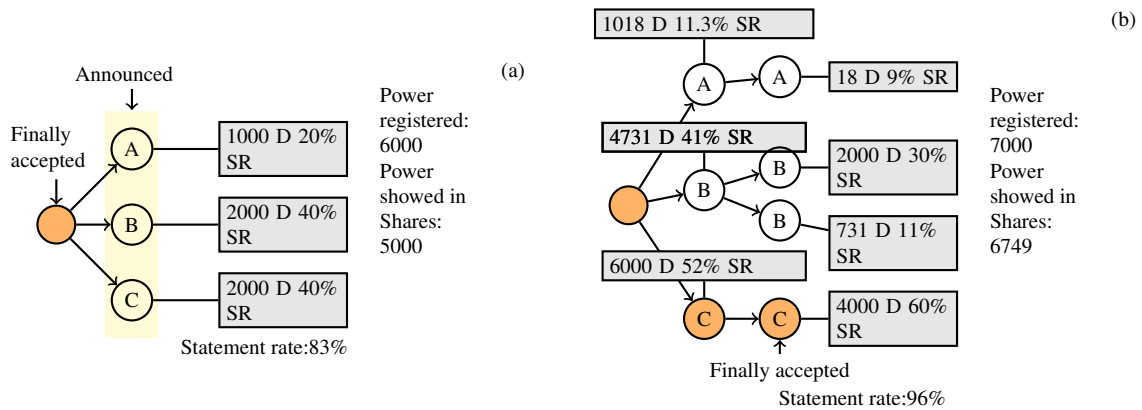 Announced
(a)
Finally
accepted
A
1000 D 20%
SR
B
2000 D 40%
SR
C
2000 D 40%
SR
Statement rate:83%
Power
registered:
6000
Power
showed in
Shares:
5000
(b)
1018 D 11.3% SR
A
A
18 D 9% SR
4731 D 41% SR
B
B
2000 D 30%
SR
B
731 D 11%
SR
6000 D 52% SR
C
C
4000 D 60%
SR
Finally accepted
Statement rate:96%
Power
registered:
7000
Power
showed in
Shares:
6749